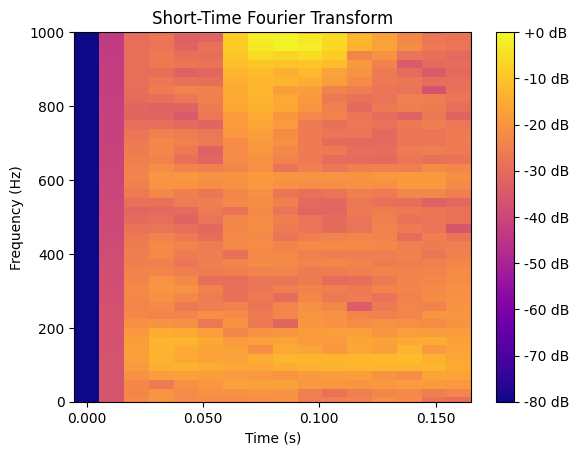 Short-Time Fourier Transform
1000
800
600
400
200
0
Frequency (Hz)
0.000
0.050
0.100
0.150
Time (s)
+0 dB
-10 dB
-20 dB
-30 dB
-40 dB
-50 dB
-60 dB
-70 dB
-80 dB